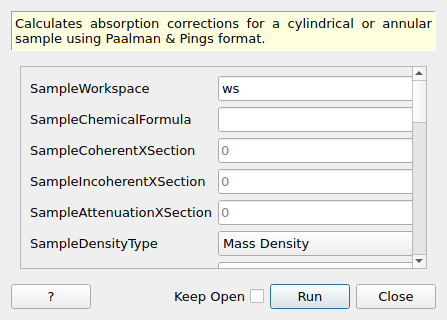 Calculates absorption corrections for a cylindrical or annular
sample using Paalman & Pings format.
SampleWorkspace ws
SampleChemicalFormula
SampleCoherentXSection 0
SampleIncoherentXSection 0
SampleAttenuationXSection 0
SampleDensityType Mass Density
? Keep Open Run Close